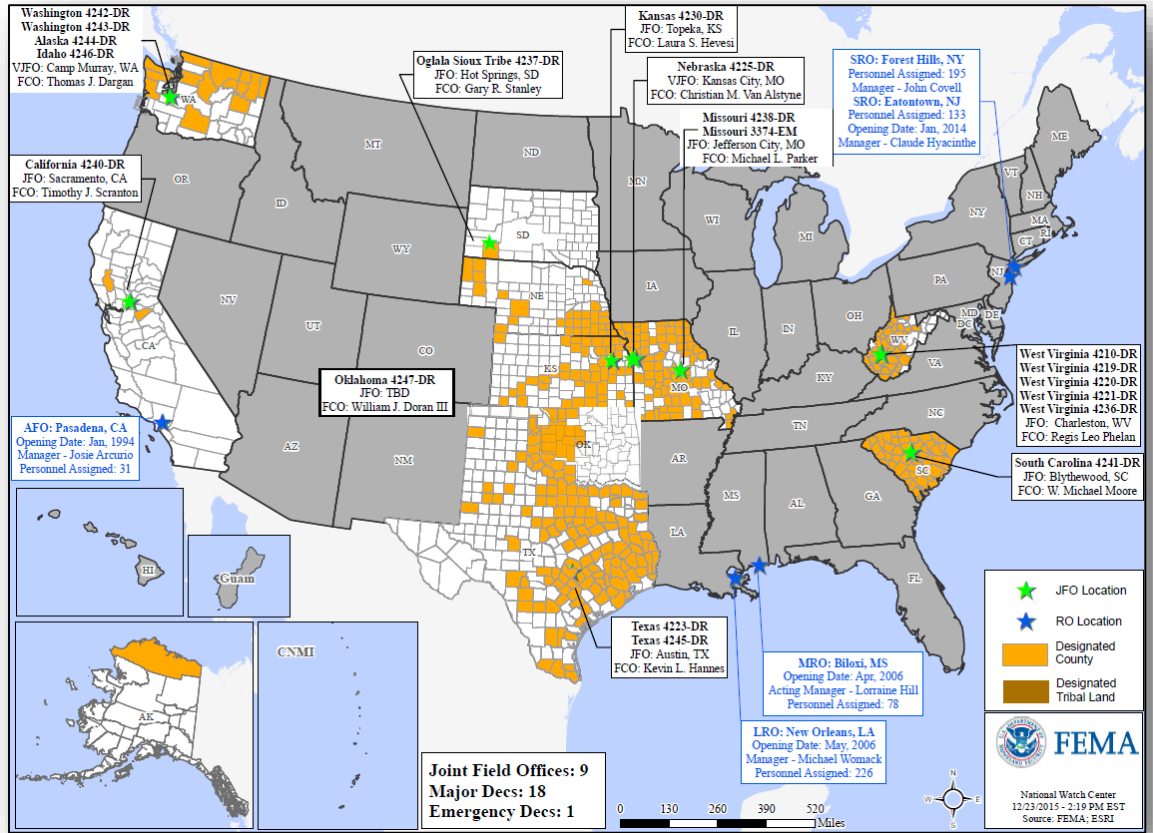 Washington 4242-DR
Washington 4243-DR
Alaska 4244-DR
Idaho 4246-DR
VJFO: Camp Murray, WA
FCO: Thomas J. Dargan
Oglala Sioux Tribe 4237-DR
JFO: Hot Springs, SD
FCO: Gary R. Stanley
Kansas 4230-DR
JFO: Topeka, KS
FCO: Laura S. Hevesi
Nebraska 4225-DR
VJFO: Kansas City, MO
FCO: Christian M. Van Alstyne
Missouri 4238-DR
Missouri 3374-EM
JFO: Jefferson City, MO
FCO: Michael L. Parker
SRO: Forest Hills, NY
Personnel Assigned: 195
Manager - John Covell
SRO: Eatontown, NJ
Personnel Assigned: 133
Opening Date: Jan, 2014
Manager - Claude Hyacinthe
California 4240-DR
JFO: Sacramento, CA
FCO: Timothy J. Scranton
Oklahoma 4247-DR
JFO: TBD
FCO: William J. Doran III
West Virginia 4210-DR
West Virginia 4219-DR
West Virginia 4220-DR
West Virginia 4221-DR
West Virginia 4236-DR
JFO: Charleston, WV
FCO: Regis Leo Phelan
AFO: Pasadena, CA
Opening Date: Jan, 1994
Manager - Josie Arcurio
Personnel Assigned: 31
South Carolina 4241-DR
JFO: Blythewood, SC
FCO: W. Michael Moore
Texas 4223-DR
Texas 4245-DR
JFO: Austin, TX
FCO: Kevin L. Hannes
MRO: Biloxi, MS
Opening Date: Apr, 2006
Acting Manager - Lorraine Hill
Personnel Assigned: 78
LRO: New Orleans, LA
Opening Date: May, 2006
Manager - Michael Womack
Personnel Assigned: 226
WA
OR
MT
ID
WY
ND
SD
NE
MN
WI
MI
IA
IL
IN
OH
PA
NY
VT
NH
ME
MA
RI
CT
NJ
MD
DE
DC
WV
VA
KY
NC
SC
TN
GA
FL
AL
MS
LA
AR
MO
KS
OK
TX
NM
CO
UT
AZ
NV
CA
HI
Guam
AK
CNMI
JFO Location
RO Location
Designated
County
Designated
Tribal Land
Joint Field Offices: 9
Major Decs: 18
Emergency Decs: 1
0 130 260 390 520
Miles
N
W
E
S
FEMA
National Watch Center
12/23/2015 - 2:19 PM EST
Source: FEMA; ESRI